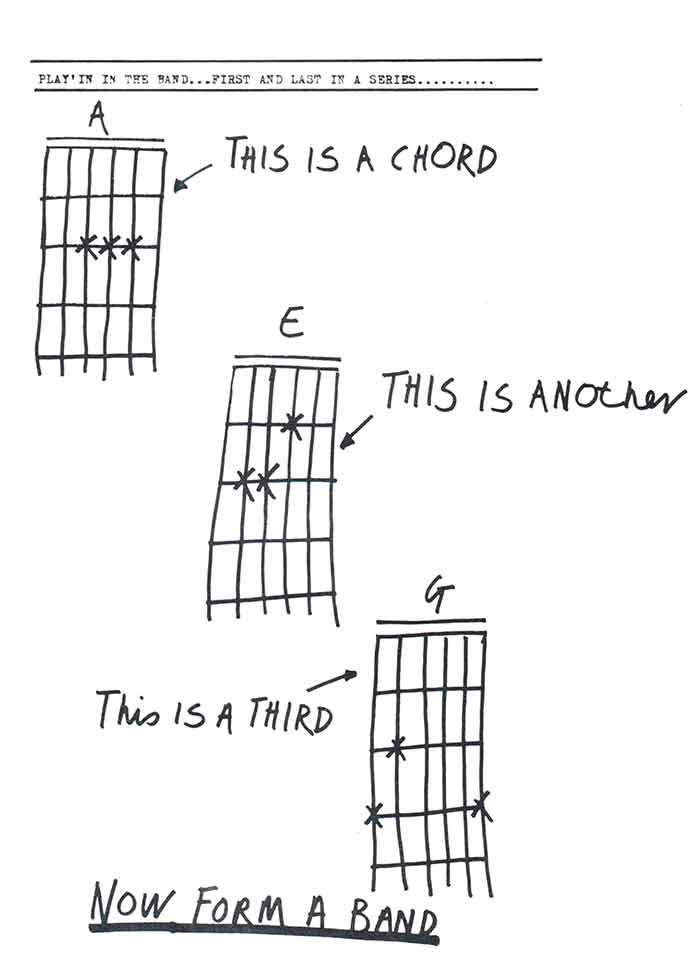 PLAY'IN IN THE BAND...FIRST AND LAST IN A SERIES..........
A
THIS IS A CHORD
E
THIS IS ANOther
G
This IS A THIRD
NOW FORM A BAND